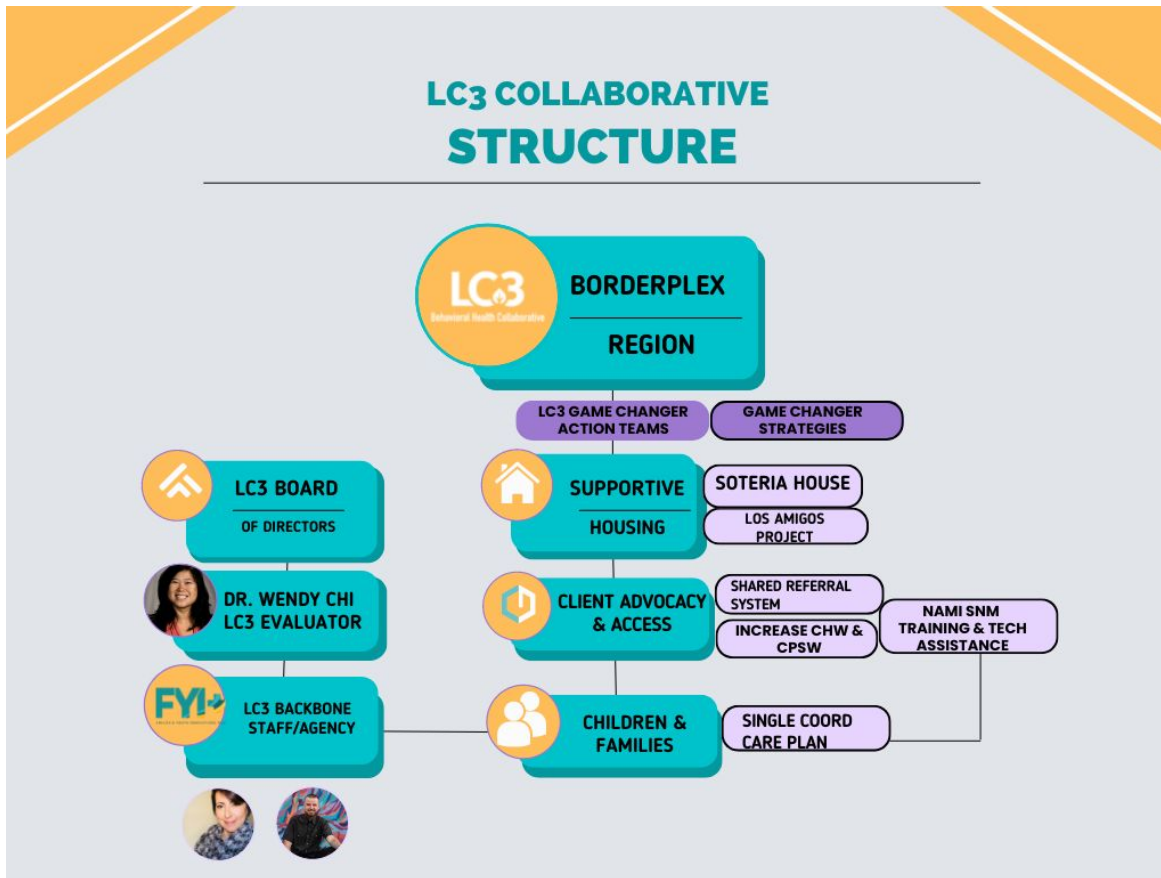 LC3 COLLABORATIVE
STRUCTURE
LC3
Behavioral Health Collaborative
BORDERPLEX
REGION
LC3 GAME CHANGER
ACTION TEAMS
GAME CHANGER
STRATEGIES
LC3 BOARD
OF DIRECTORS
SUPPORTIVE
HOUSING
SOTERIA HOUSE
LOS AMIGOS
PROJECT
DR. WENDY CHI
LC3 EVALUATOR
CLIENT ADVOCACY
& ACCESS
SHARED REFERRAL
SYSTEM
INCREASE CHW &
CPSW
NAMI SNM
TRAINING & TECH
ASSISTANCE
FYI+
LC3 BACKBONE
STAFF/AGENCY
CHILDREN &
FAMILIES
SINGLE COORD
CARE PLAN